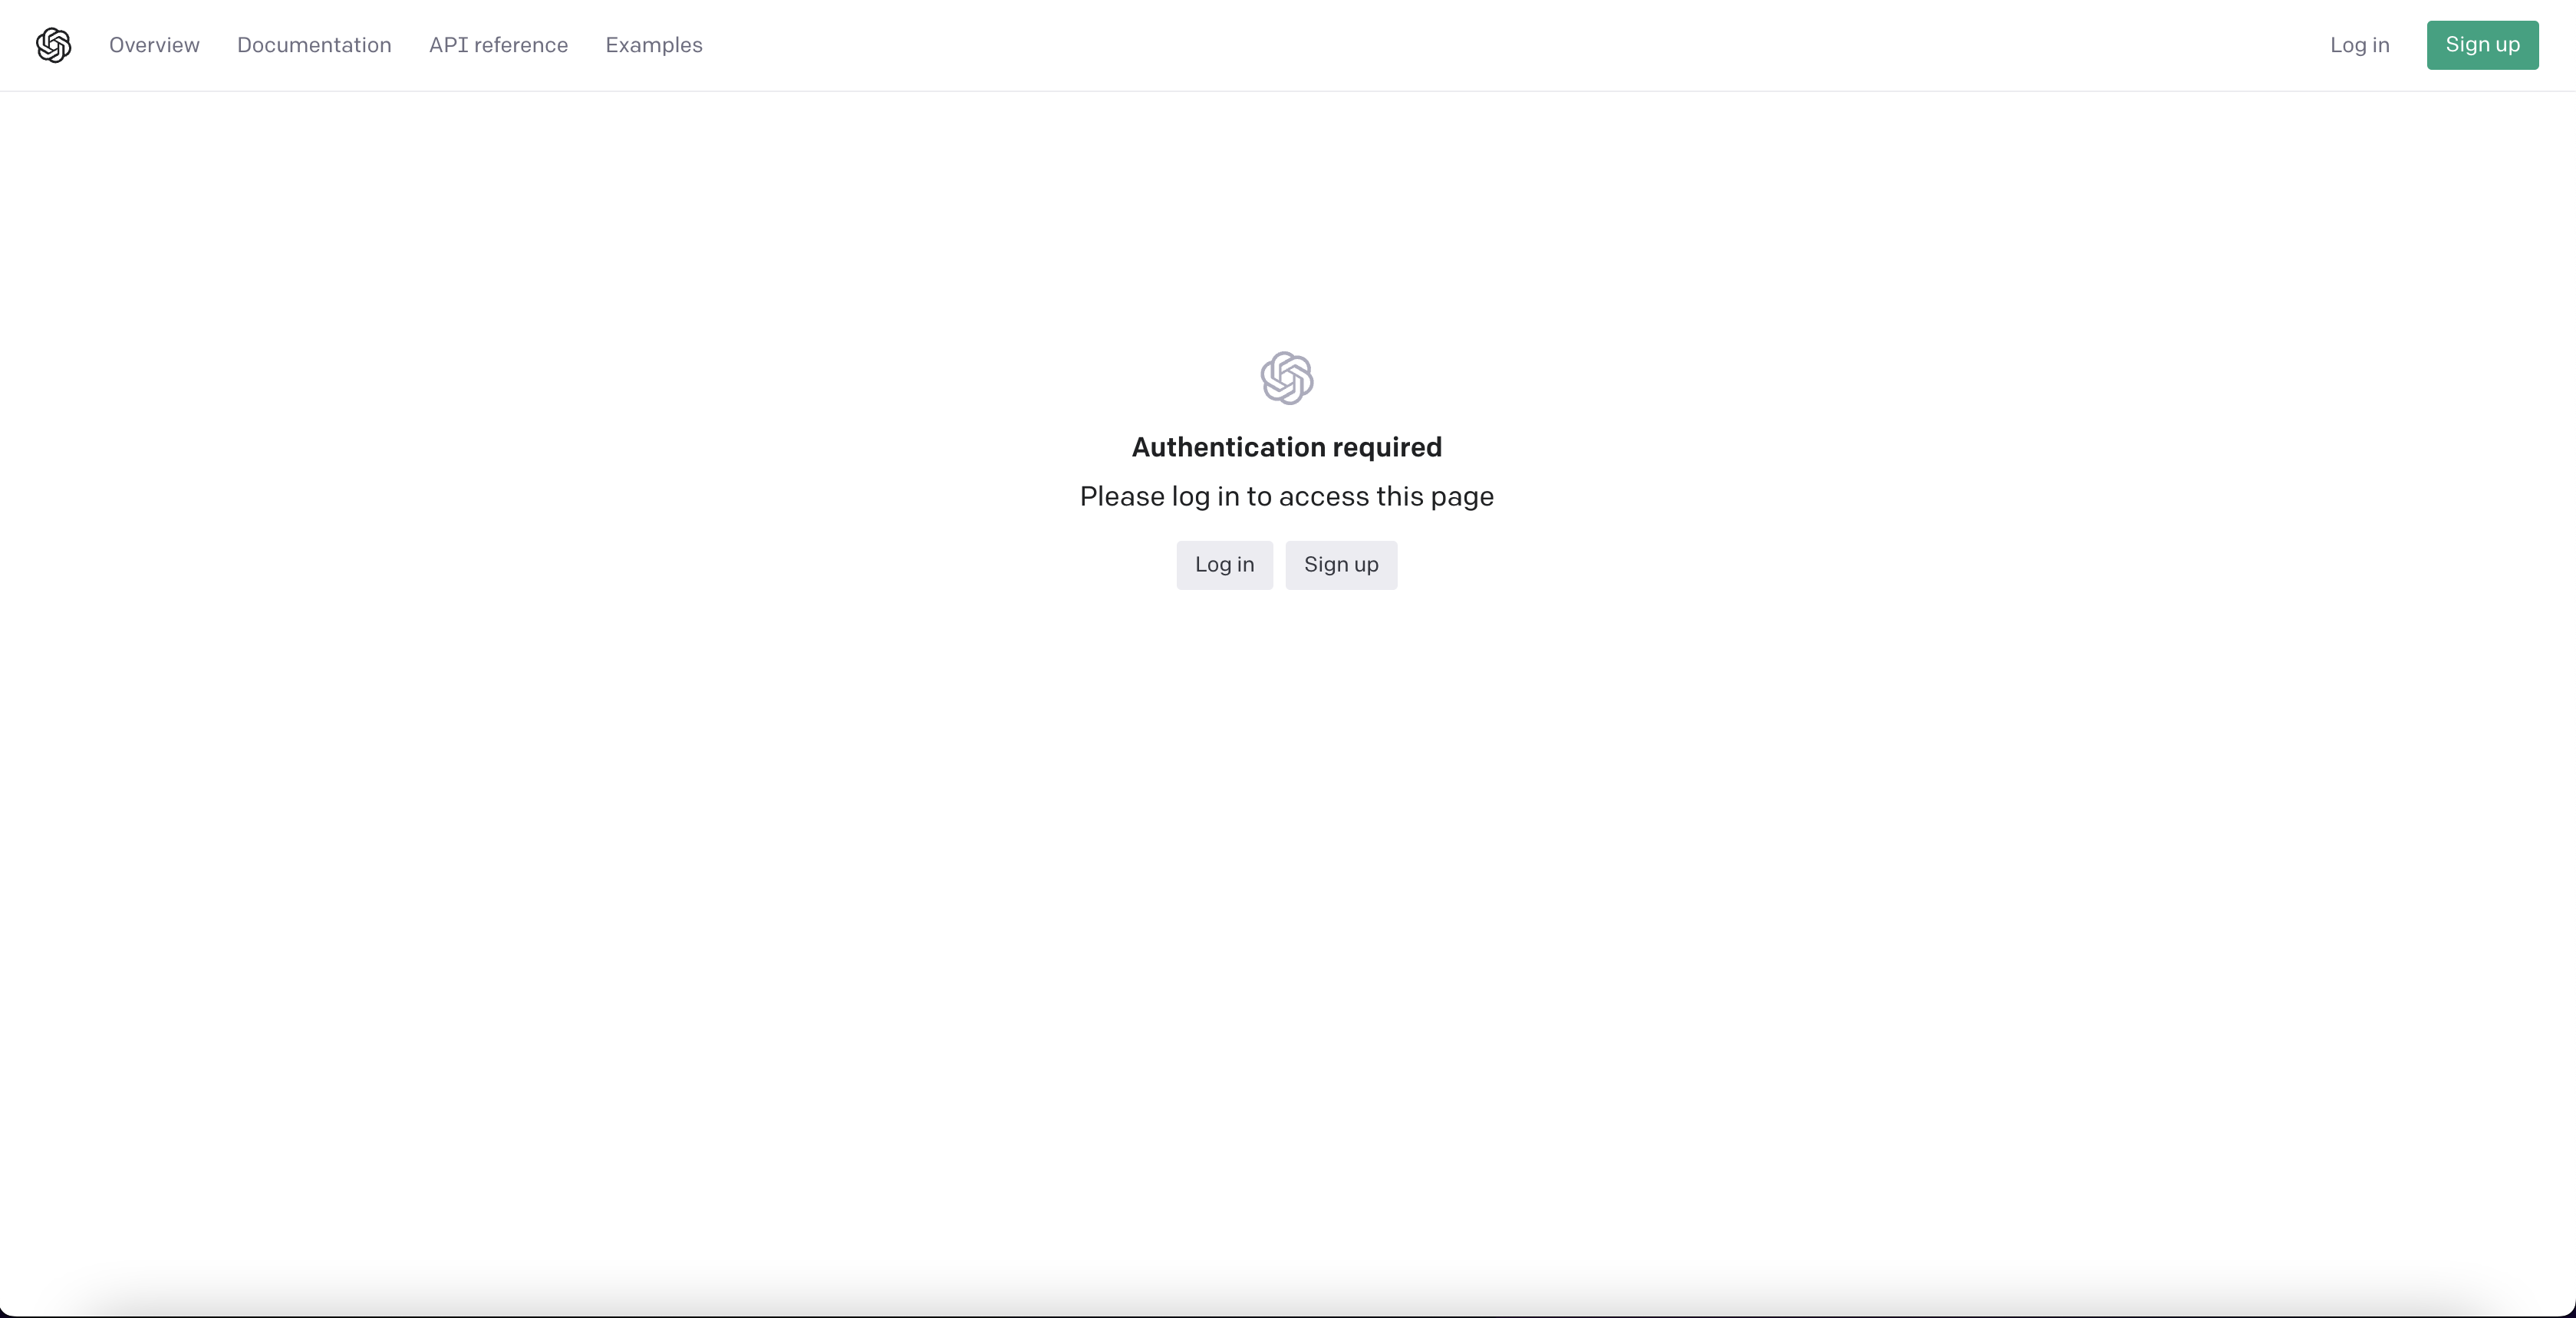 Overview Documentation API reference Examples Log in Sign up
Authentication required
Please log in to access this page
Log in Sign up